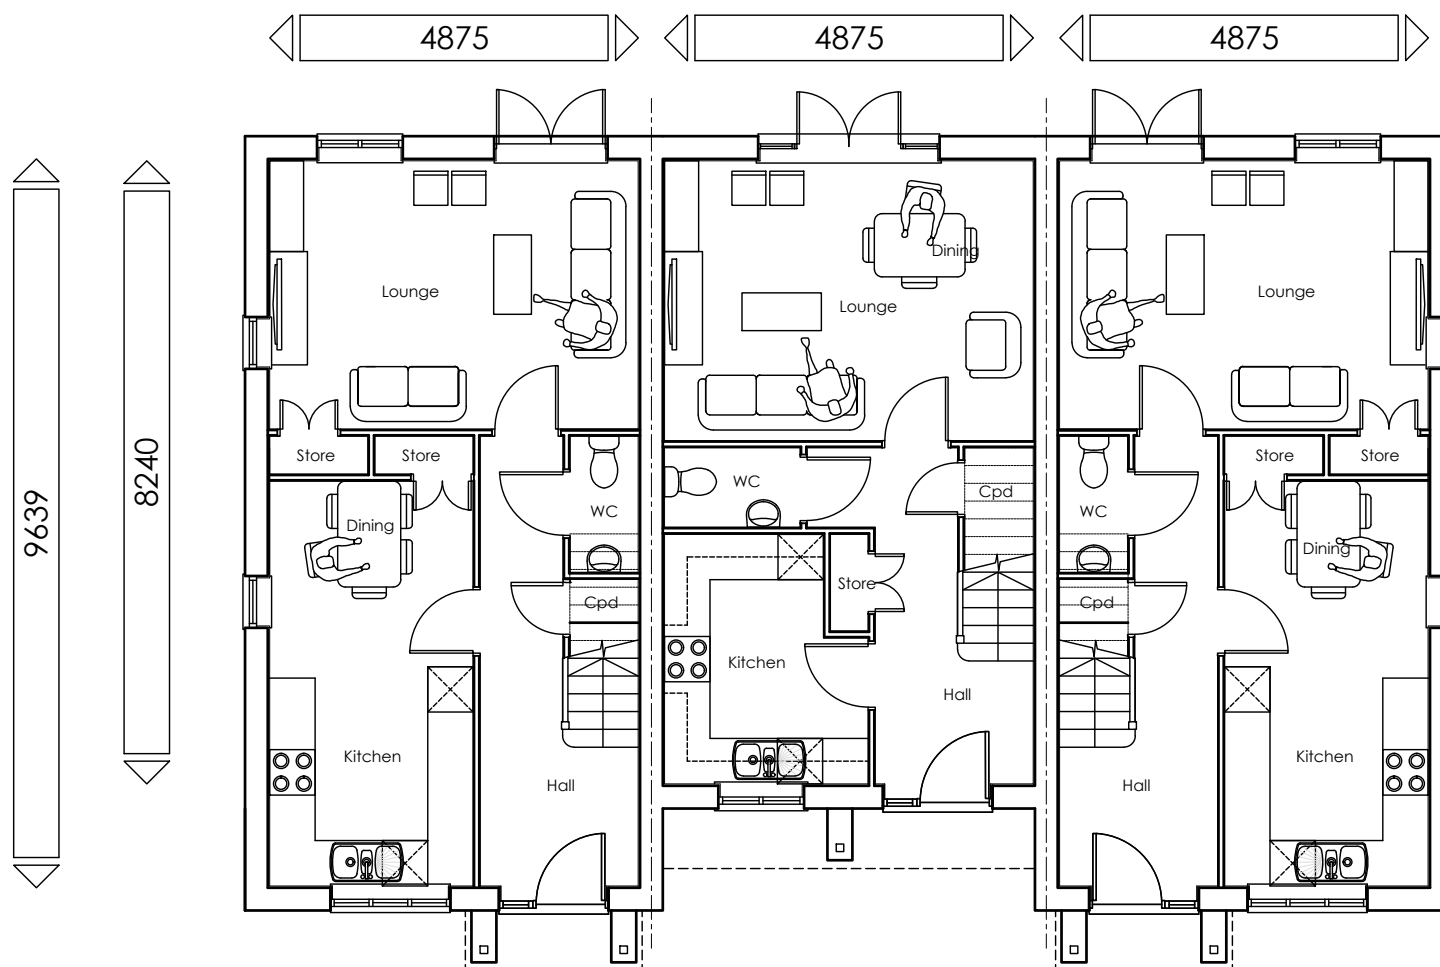 4875
4875
4875
9639
8240
Lounge
Store
Store
Dining
WC
Cpd
Kitchen
Hall
Dining
Lounge
WC
Cpd
Store
Kitchen
Hall
Lounge
Store
Store
WC
Dining
Cpd
Kitchen
Hall